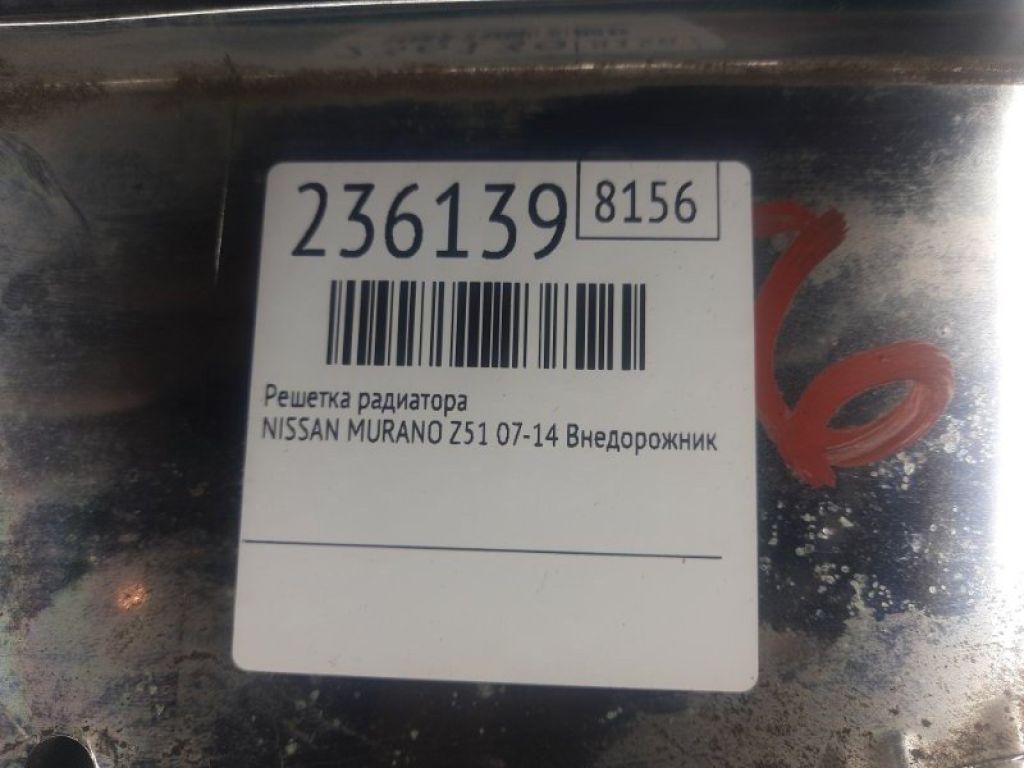 236139 8156
Решетка радиатора
NISSAN MURANO Z51 07-14 Внедорожник